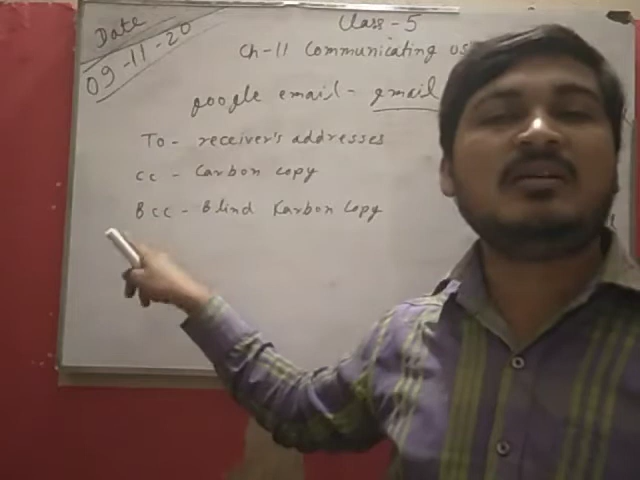 Date
09-11-20
Class-5
Ch-11 Communicating us
google email - gmail
To - receiver's addresses
cc - Carbon copy
Bcc - Blind Karbon Copy